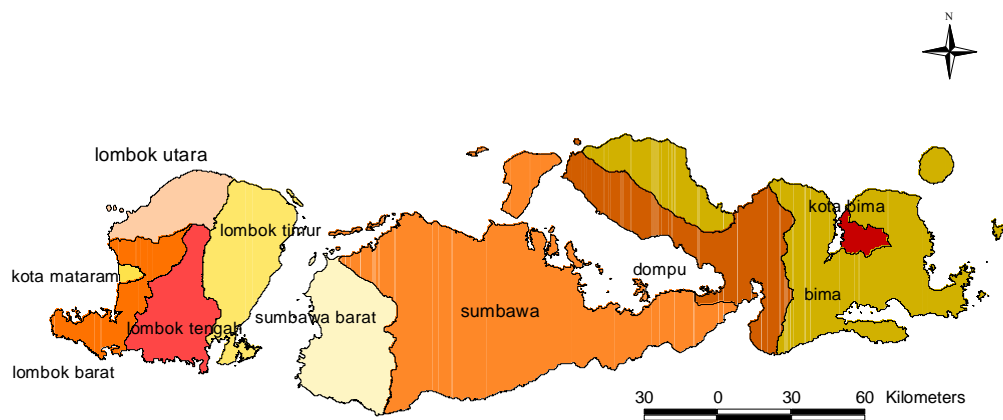 N
lombok utara
kota bima
lombok timur
kota mataram
dompu
bima
sumbawa barat
sumbawa
lombok tengah
lombok barat
30 0 30 60 Kilometers